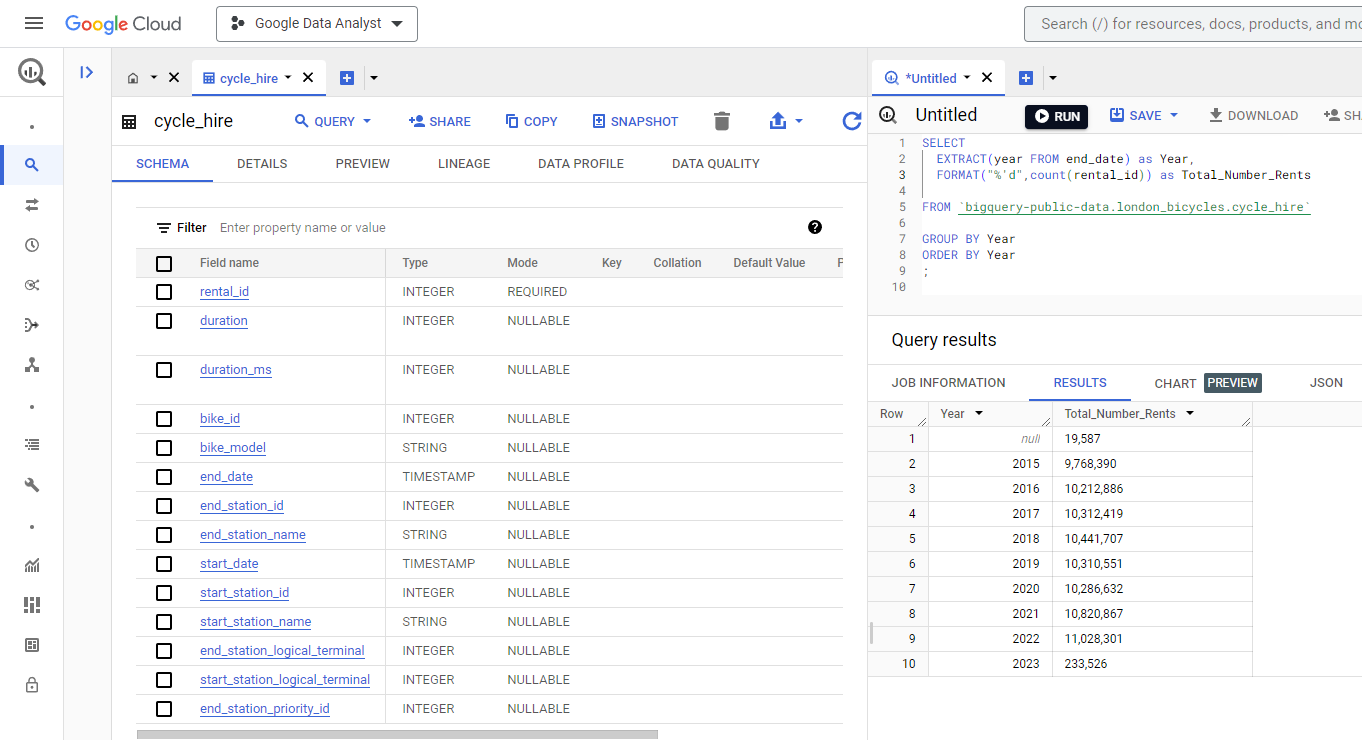 Google Cloud
Google Data Analyst
Search (/) for resources, docs, products, and mo
cycle_hire
cycle_hire
QUERY
SHARE
COPY
SNAPSHOT
SCHEMA
DETAILS
PREVIEW
LINEAGE
DATA PROFILE
DATA QUALITY
Filter Enter property name or value
Field name Type Mode Key Collation Default Value P
rental_id INTEGER REQUIRED
duration INTEGER NULLABLE
duration_ms INTEGER NULLABLE
bike_id INTEGER NULLABLE
bike_model STRING NULLABLE
end_date TIMESTAMP NULLABLE
end_station_id INTEGER NULLABLE
end_station_name STRING NULLABLE
start_date TIMESTAMP NULLABLE
start_station_id INTEGER NULLABLE
start_station_name STRING NULLABLE
end_station_logical_terminal INTEGER NULLABLE
start_station_logical_terminal INTEGER NULLABLE
end_station_priority_id INTEGER NULLABLE
*Untitled
Untitled
RUN
SAVE
DOWNLOAD
SHA
1 SELECT
2 EXTRACT(year FROM end_date) as Year,
3 FORMAT("%'d",count(rental_id)) as Total_Number_Rents
4
5 FROM `bigquery-public-data.london_bicycles.cycle_hire`
6
7 GROUP BY Year
8 ORDER BY Year
9 ;
10
Query results
JOB INFORMATION
RESULTS
CHART PREVIEW
JSON
Row Year Total_Number_Rents
1 null 19,587
2 2015 9,768,390
3 2016 10,212,886
4 2017 10,312,419
5 2018 10,441,707
6 2019 10,310,551
7 2020 10,286,632
8 2021 10,820,867
9 2022 11,028,301
10 2023 233,526